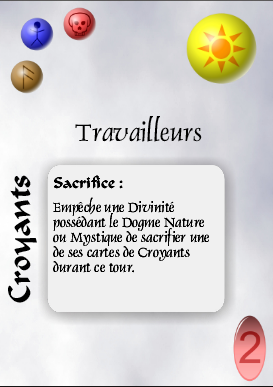 Travailleurs
Croyants
Sacrifice :
Empêche une Divinité
possédant le Dogme Nature
ou Mystique de sacrifier une
de ses cartes de Croyants
durant ce tour.
2